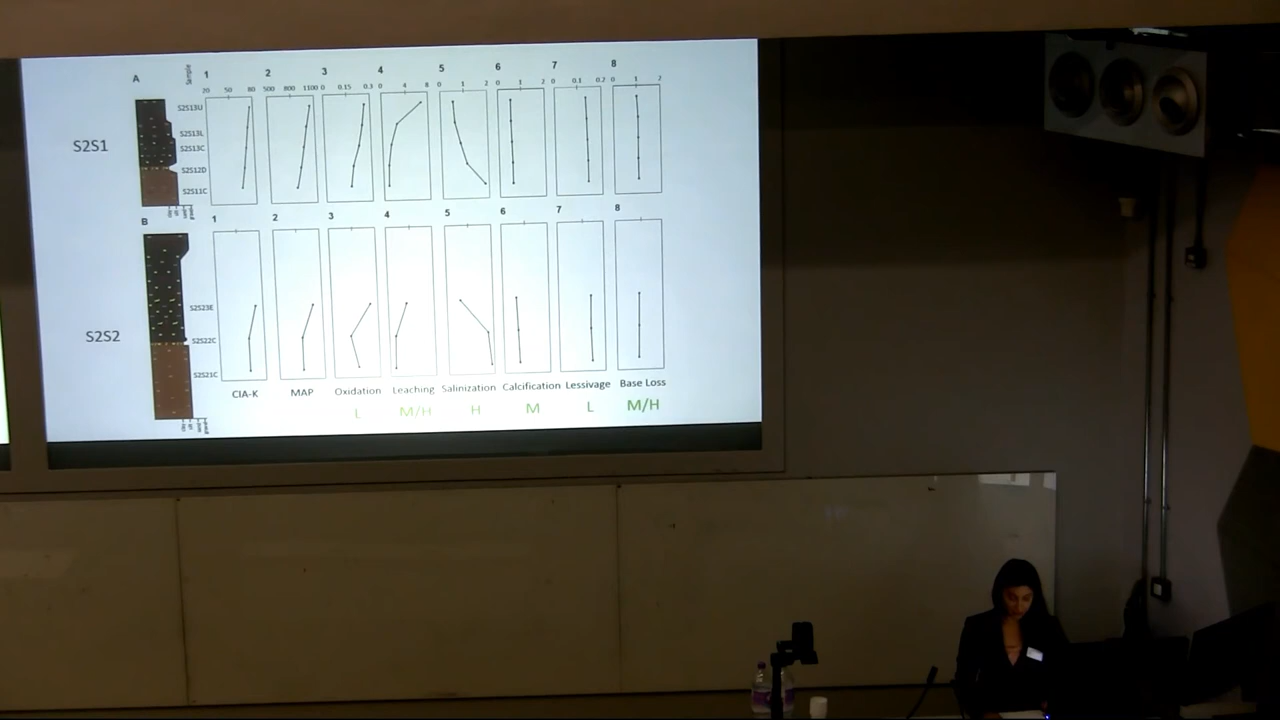 A Sample 1 2 3 4 5 6 7 8
20 50 80 500 800 1100 0 0.15 0.3 0 4 8 0 1 2 0 1 2 0 0.1 0.2 0 1 2
S2S13U
S2S1
S2S13L
S2S13C
S2S12D
S2S11C
B 1 2 3 4 5 6 7 8
S2S23E
S2S2
S2S22C
S2S21C
CIA-K MAP Oxidation Leaching Salinization Calcification Lessivage Base Loss
L M/H H M L M/H